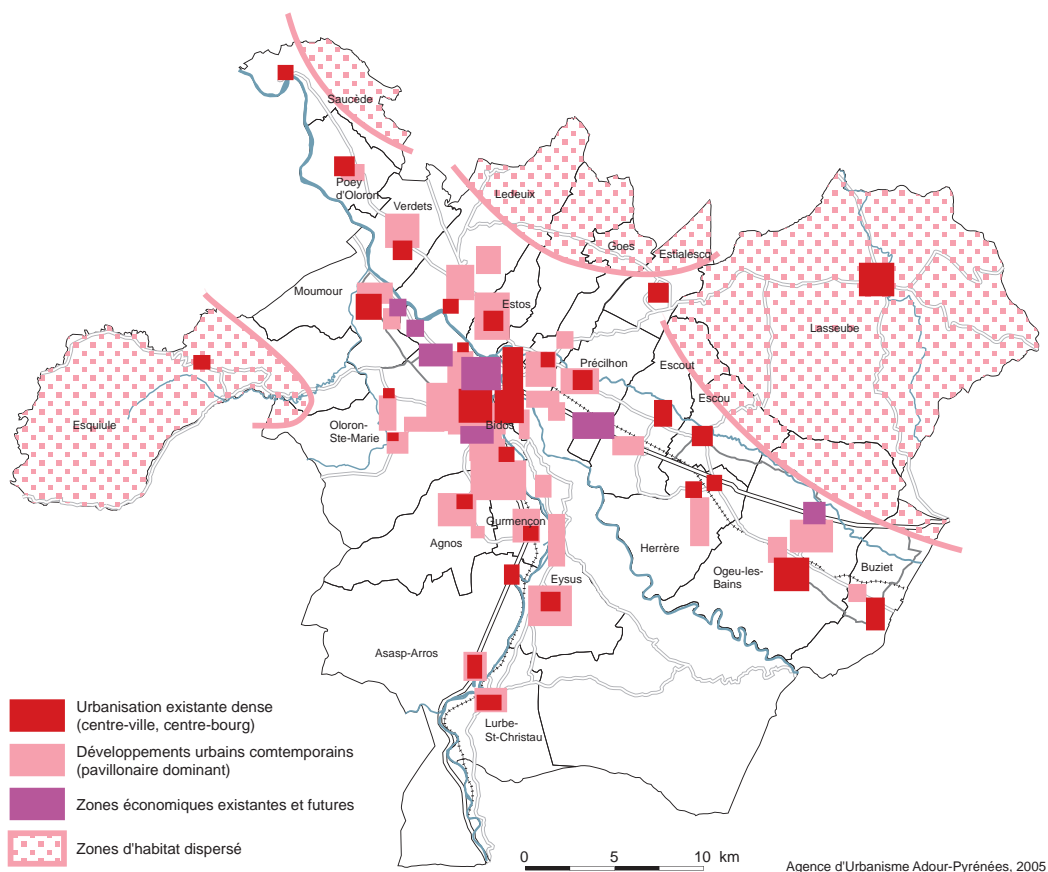 Saucède
Poey
d'Oloron
Verdets
Ledeuix
Goes
Estialescq
Moumour
Estos
Lasseube
Précilhon
Escout
Escou
Esquiule
Oloron-
Ste-Marie
Bidos
Gurmençon
Agnos
Herrère
Ogeu-les-
Bains
Buziet
Eysus
Asasp-Arros
Lurbe-
St-Christau
Urbanisation existante dense
(centre-ville, centre-bourg)
Développements urbains comtemporains
(pavillonaire dominant)
Zones économiques existantes et futures
Zones d'habitat dispersé
0 5 10 km
Agence d'Urbanisme Adour-Pyrénées, 2005